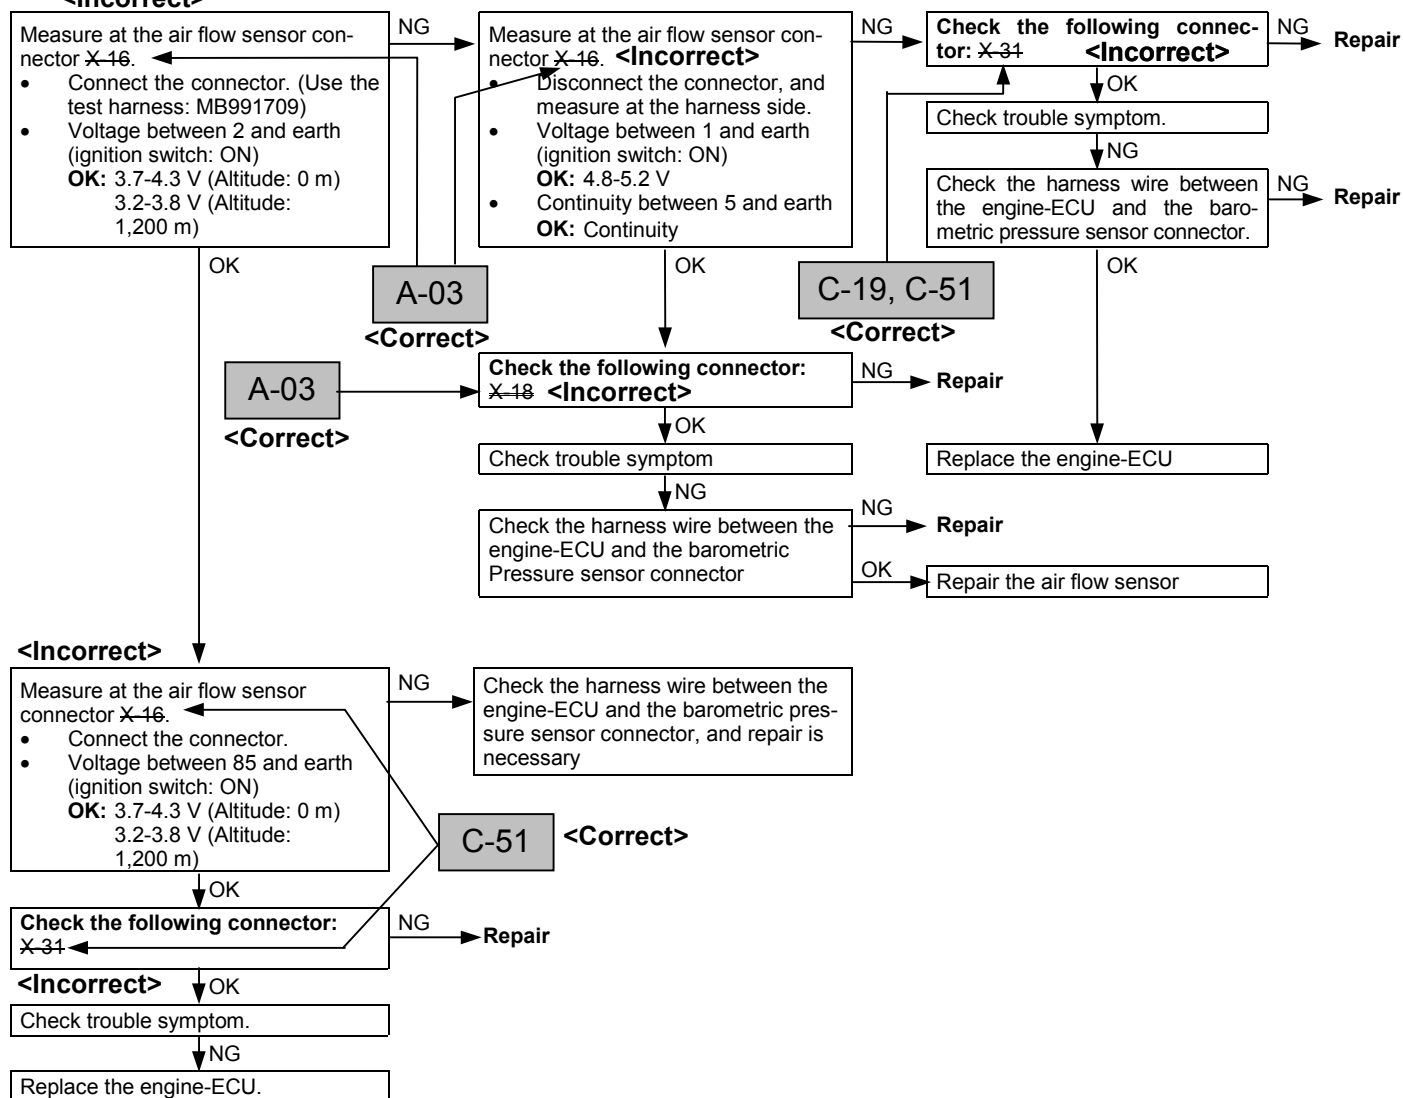 <Incorrect>
Measure at the air flow sensor con-
nector X-16.
• Connect the connector. (Use the
test harness: MB991709)
• Voltage between 2 and earth
(ignition switch: ON)
OK: 3.7-4.3 V (Altitude: 0 m)
3.2-3.8 V (Altitude:
1,200 m)
NG
OK
Measure at the air flow sensor con-
nector X-16. <Incorrect>
• Disconnect the connector, and
measure at the harness side.
• Voltage between 1 and earth
(ignition switch: ON)
OK: 4.8-5.2 V
• Continuity between 5 and earth
OK: Continuity
NG
OK
Check the following connec-
tor: X-31 <Incorrect>
NG
Repair
OK
Check trouble symptom.
NG
Check the harness wire between
the engine-ECU and the baro-
metric pressure sensor connector.
NG
Repair
OK
A-03
<Correct>
C-19, C-51
<Correct>
A-03
<Correct>
Check the following connector:
X-18 <Incorrect>
NG
Repair
OK
Check trouble symptom
Replace the engine-ECU
NG
Check the harness wire between the
engine-ECU and the barometric
Pressure sensor connector
NG
Repair
OK
Repair the air flow sensor
<Incorrect>
Measure at the air flow sensor
connector X-16.
• Connect the connector.
• Voltage between 85 and earth
(ignition switch: ON)
OK: 3.7-4.3 V (Altitude: 0 m)
3.2-3.8 V (Altitude:
1,200 m)
NG
Check the harness wire between the
engine-ECU and the barometric pres-
sure sensor connector, and repair is
necessary
C-51 <Correct>
OK
Check the following connector:
X-31
NG
Repair
<Incorrect>
OK
Check trouble symptom.
NG
Replace the engine-ECU.